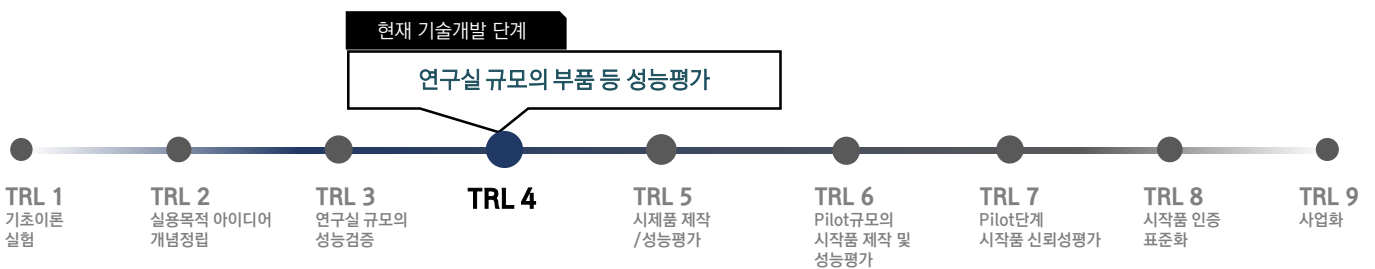 현재 기술개발 단계
연구실 규모의 부품 등 성능평가
TRL 1
기초이론
실험
TRL 2
실용목적 아이디어
개념정립
TRL 3
연구실 규모의
성능검증
TRL 4
TRL 5
시제품 제작
/성능평가
TRL 6
Pilot규모의
시작품 제작 및
성능평가
TRL 7
Pilot단계
시작품 신뢰성평가
TRL 8
시작품 인증
표준화
TRL 9
사업화